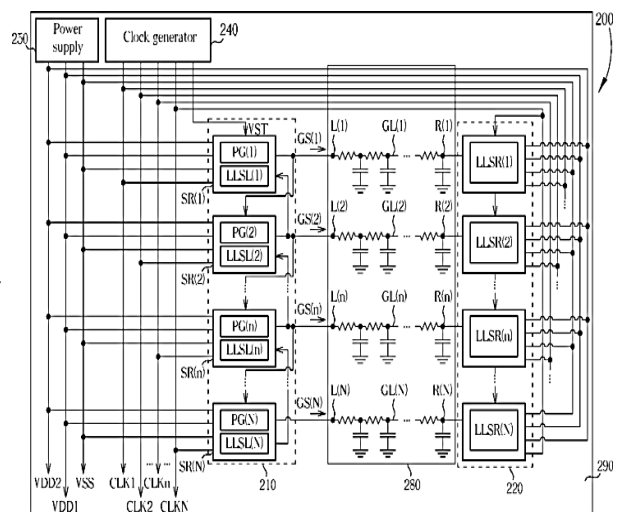 200
230
Power supply
Clock generator
240
VST
GS(1)
L(1)
GL(1)
R(1)
PG(1)
LLSL(1)
LLSR(1)
SR(1)
GS(2)
L(2)
GL(2)
R(2)
PG(2)
LLSL(2)
LLSR(2)
SR(2)
GS(n)
L(n)
GL(n)
R(n)
PG(n)
LLSL(n)
LLSR(n)
SR(n)
GS(N)
L(N)
GL(N)
R(N)
PG(N)
LLSL(N)
LLSR(N)
SR(N)
VDD2
VSS
CLK1
CLKn
VDD1
CLK2
CLKN
210
280
220
290